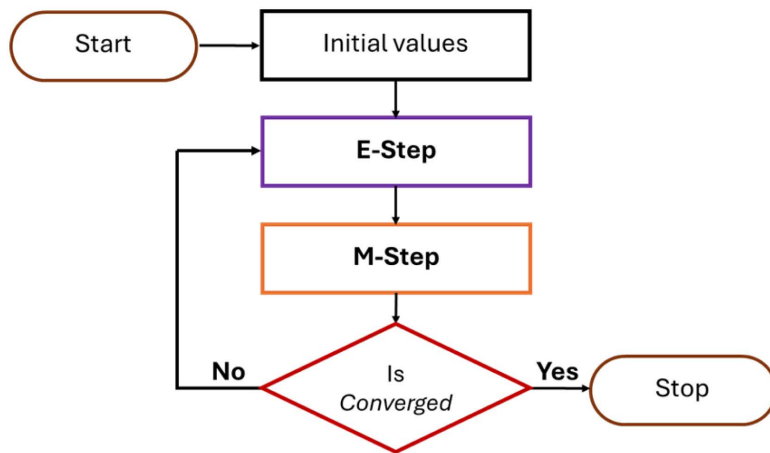 Start
Initial values
E-Step
M-Step
No
Is
Converged
Yes
Stop